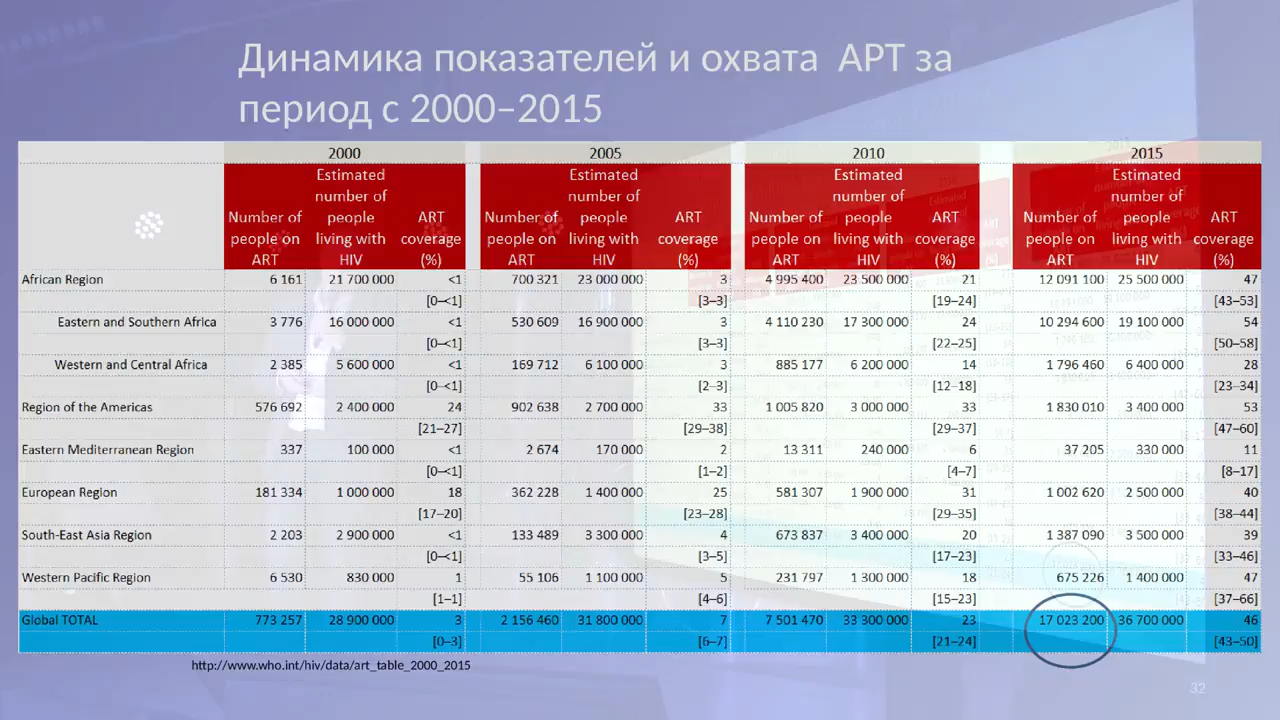 Динамика показателей и охвата АРТ за
период с 2000–2015
2000 2005 2010 2015
Number of people on ART Estimated number of people living with HIV ART coverage (%) Number of people on ART Estimated number of people living with HIV ART coverage (%) Number of people on ART Estimated number of people living with HIV ART coverage (%) Number of people on ART Estimated number of people living with HIV ART coverage (%)
African Region 6 161 21 700 000 <1 700 321 23 000 000 3 4 995 400 23 500 000 21 12 091 100 25 500 000 47
[0–<1] [3–3] [19–24] [43–53]
Eastern and Southern Africa 3 776 16 000 000 <1 530 609 16 900 000 3 4 110 230 17 300 000 24 10 294 600 19 100 000 54
[0–<1] [3–3] [22–25] [50–58]
Western and Central Africa 2 385 5 600 000 <1 169 712 6 100 000 3 885 177 6 200 000 14 1 796 460 6 400 000 28
[0–<1] [2–3] [12–18] [23–34]
Region of the Americas 576 692 2 400 000 24 902 638 2 700 000 33 1 005 820 3 000 000 33 1 830 010 3 400 000 53
[21–27] [29–38] [29–37] [47–60]
Eastern Mediterranean Region 337 100 000 <1 2 674 170 000 2 13 311 240 000 6 37 205 330 000 11
[0–<1] [1–2] [4–7] [8–17]
European Region 181 334 1 000 000 18 362 228 1 400 000 25 581 307 1 900 000 31 1 002 620 2 500 000 40
[17–20] [23–28] [29–35] [38–44]
South-East Asia Region 2 203 2 900 000 <1 133 489 3 300 000 4 673 837 3 400 000 20 1 387 090 3 500 000 39
[0–<1] [3–5] [17–23] [33–46]
Western Pacific Region 6 530 830 000 1 55 106 1 100 000 5 231 797 1 300 000 18 675 226 1 400 000 47
[1–1] [4–6] [15–23] [37–66]
Global TOTAL 773 257 28 900 000 3 2 156 460 31 800 000 7 7 501 470 33 300 000 23 17 023 200 36 700 000 46
[0–3] [6–7] [21–24] [43–50]
http://www.who.int/hiv/data/art_table_2000_2015
32